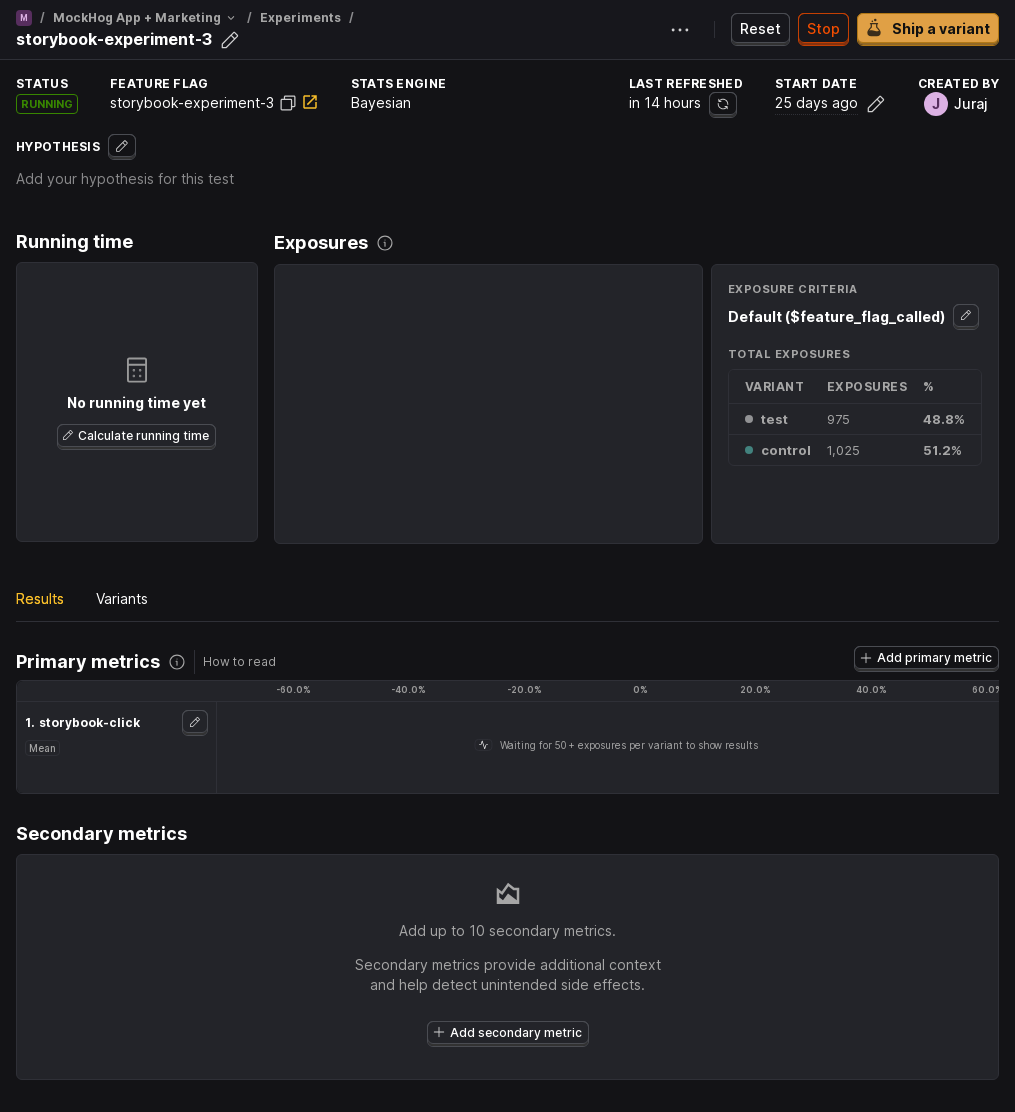 M / MockHog App + Marketing / Experiments /
storybook-experiment-3
Reset
Stop
Ship a variant
STATUS
RUNNING
FEATURE FLAG
storybook-experiment-3
STATS ENGINE
Bayesian
LAST REFRESHED
in 14 hours
START DATE
25 days ago
CREATED BY
J Juraj
HYPOTHESIS
Add your hypothesis for this test
Running time
No running time yet
Calculate running time
Exposures
EXPOSURE CRITERIA
Default ($feature_flag_called)
TOTAL EXPOSURES
VARIANT EXPOSURES %
test 975 48.8%
control 1,025 51.2%
Results Variants
Primary metrics
How to read
Add primary metric
-60.0% -40.0% -20.0% 0% 20.0% 40.0% 60.0%
1. storybook-click
Mean
Waiting for 50+ exposures per variant to show results
Secondary metrics
Add up to 10 secondary metrics.
Secondary metrics provide additional context
and help detect unintended side effects.
Add secondary metric